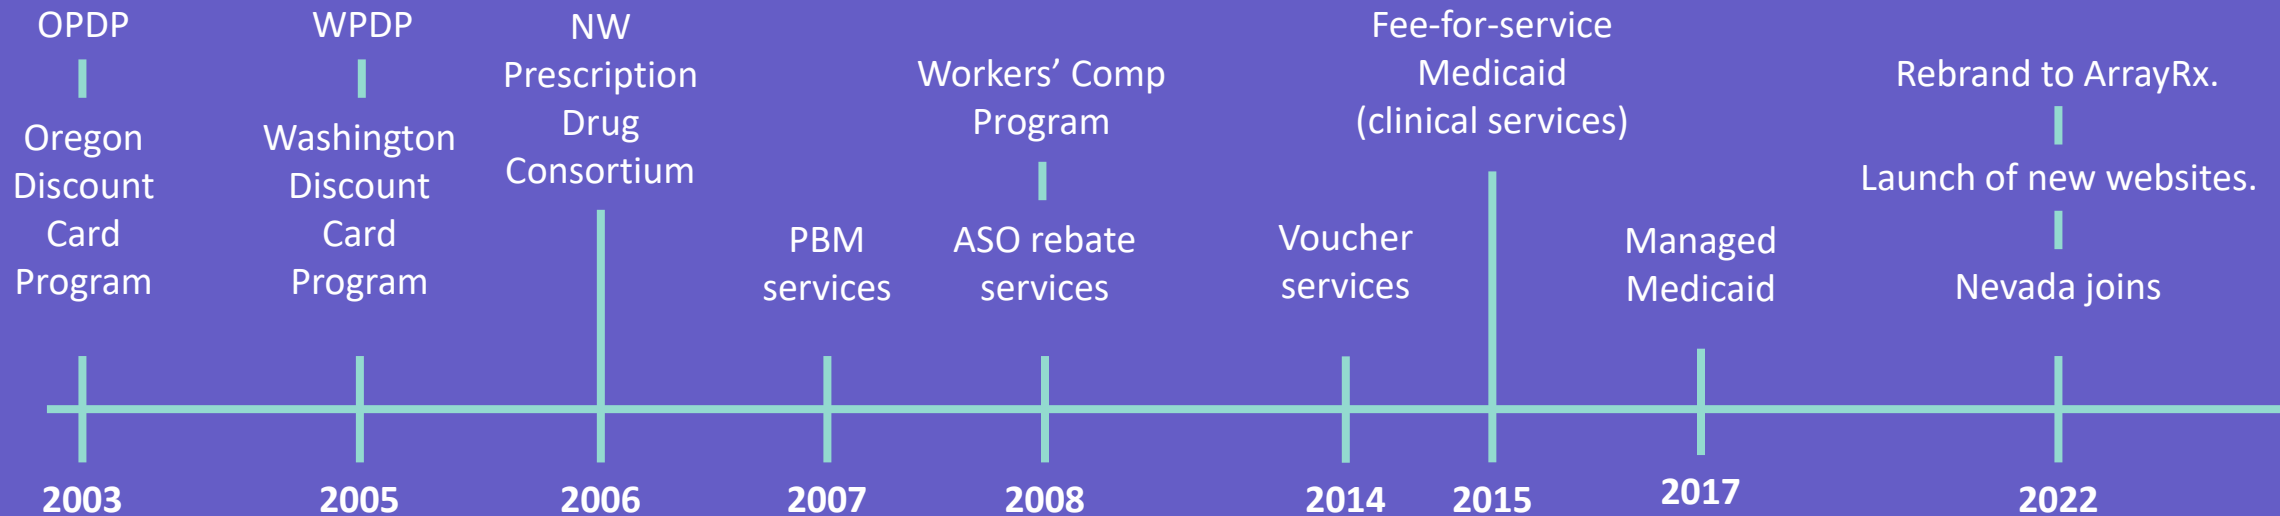 OPDP
Oregon
Discount
Card
Program
2003
WPDP
Washington
Discount
Card
Program
2005
NW
Prescription
Drug
Consortium
2006
PBM
services
2007
Workers’ Comp
Program
ASO rebate
services
2008
Voucher
services
2014
Fee-for-service
Medicaid
(clinical services)
2015
Managed
Medicaid
2017
Rebrand to ArrayRx.
Launch of new websites.
Nevada joins
2022